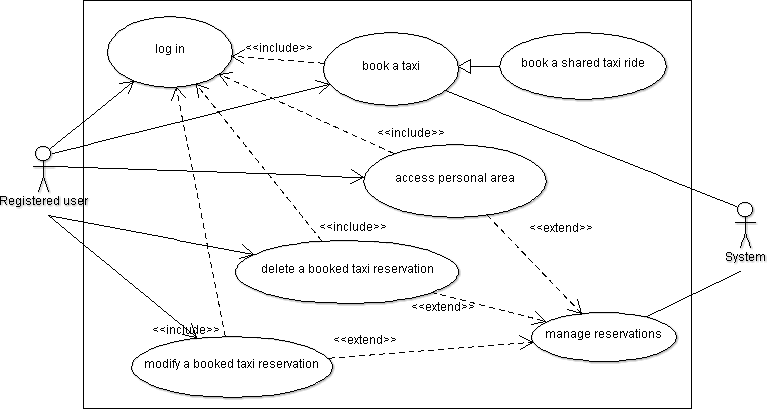 log in
<<include>>
book a taxi
book a shared taxi ride
<<include>>
access personal area
Registered user
<<include>>
<<extend>>
System
delete a booked taxi reservation
<<extend>>
<<include>>
<<extend>>
manage reservations
modify a booked taxi reservation